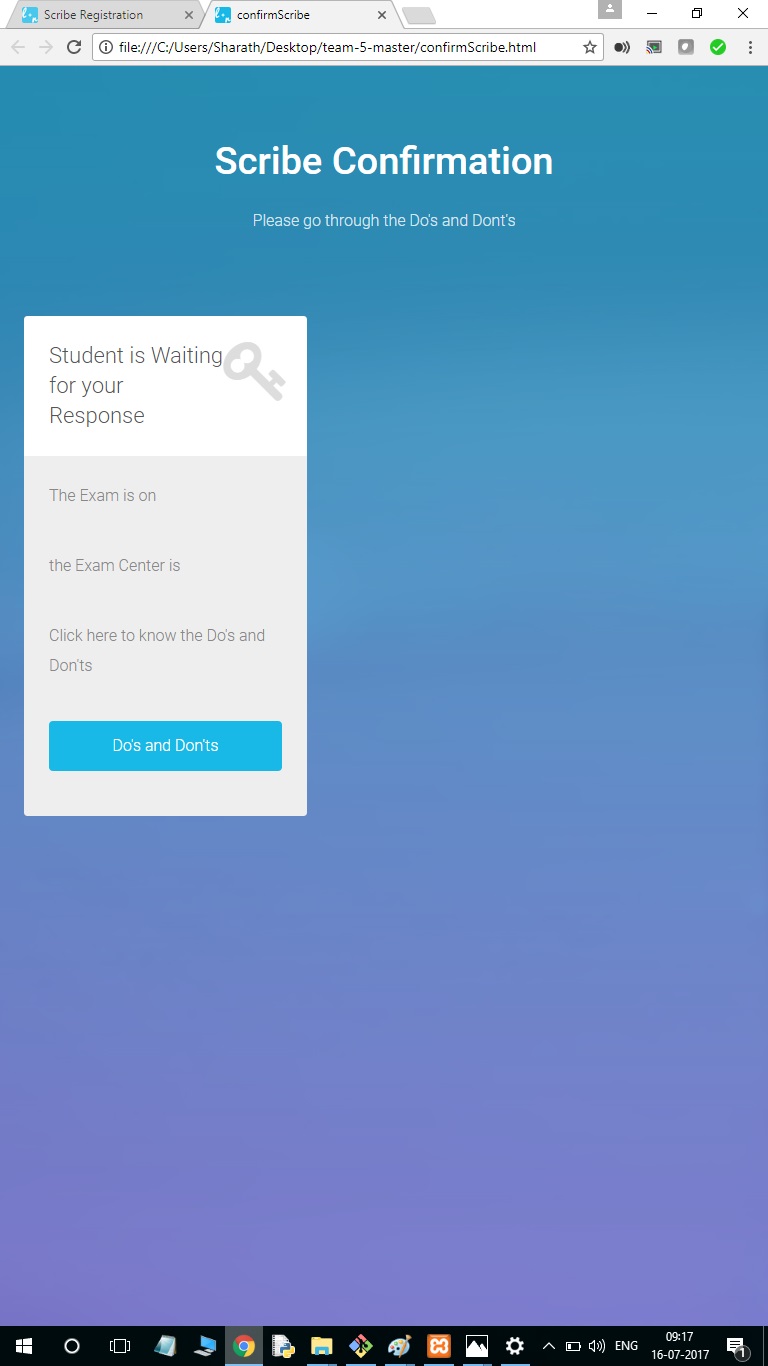 Scribe Registration
confirmScribe
file:///C:/Users/Sharath/Desktop/team-5-master/confirmScribe.html
Scribe Confirmation
Please go through the Do's and Dont's
Student is Waiting
for your
Response
The Exam is on
the Exam Center is
Click here to know the Do's and
Don'ts
Do's and Don'ts
ENG
09:17
16-07-2017
1